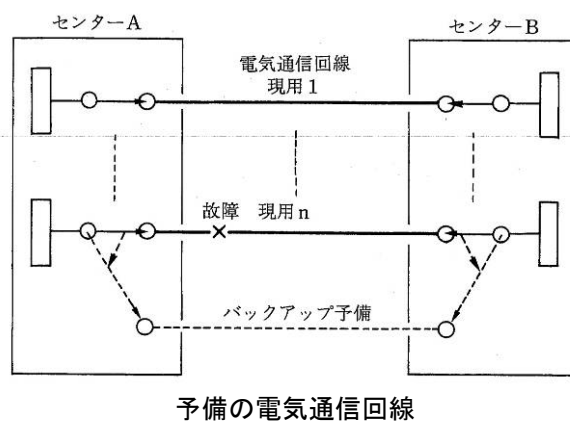 センターA
センターB
電気通信回線
現用1
故障 現用n
バックアップ予備
予備の電気通信回線